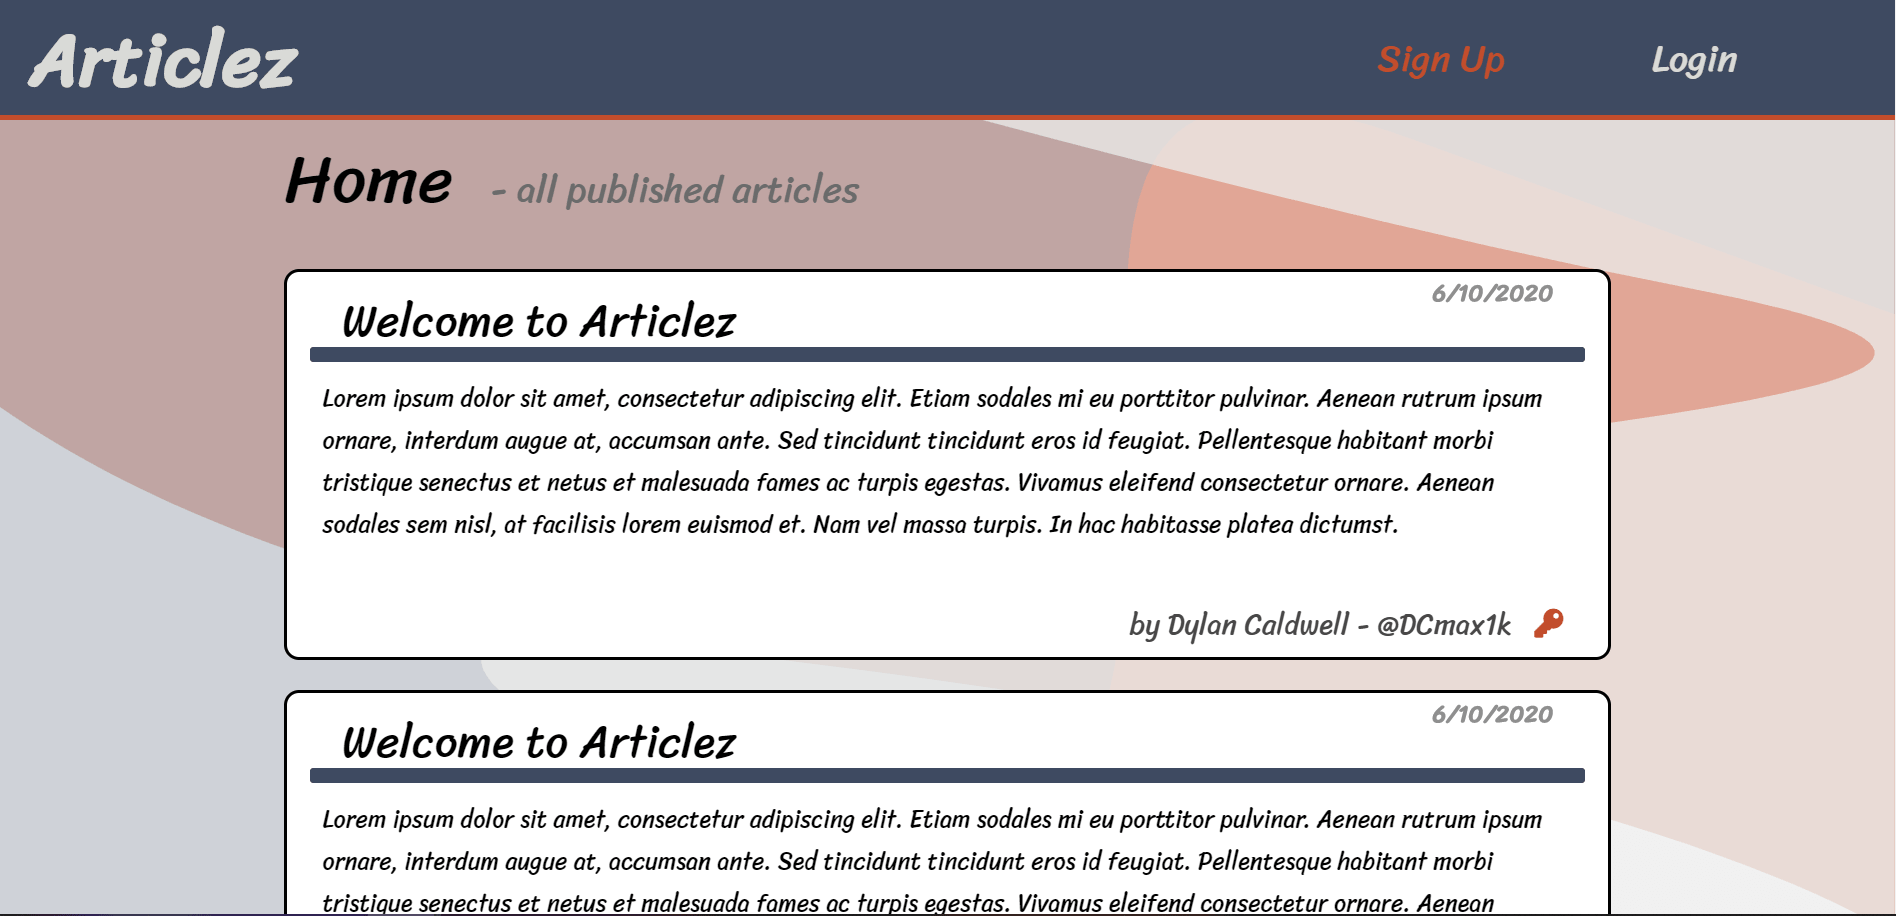 Articlez
Sign Up
Login
Home - all published articles
6/10/2020
Welcome to Articlez
Lorem ipsum dolor sit amet, consectetur adipiscing elit. Etiam sodales mi eu porttitor pulvinar. Aenean rutrum ipsum
ornare, interdum augue at, accumsan ante. Sed tincidunt tincidunt eros id feugiat. Pellentesque habitant morbi
tristique senectus et netus et malesuada fames ac turpis egestas. Vivamus eleifend consectetur ornare. Aenean
sodales sem nisl, at facilisis lorem euismod et. Nam vel massa turpis. In hac habitasse platea dictumst.
by Dylan Caldwell - @DCmax1k
6/10/2020
Welcome to Articlez
Lorem ipsum dolor sit amet, consectetur adipiscing elit. Etiam sodales mi eu porttitor pulvinar. Aenean rutrum ipsum
ornare, interdum augue at, accumsan ante. Sed tincidunt tincidunt eros id feugiat. Pellentesque habitant morbi
tristique senectus et netus et malesuada fames ac turpis egestas. Vivamus eleifend consectetur ornare. Aenean